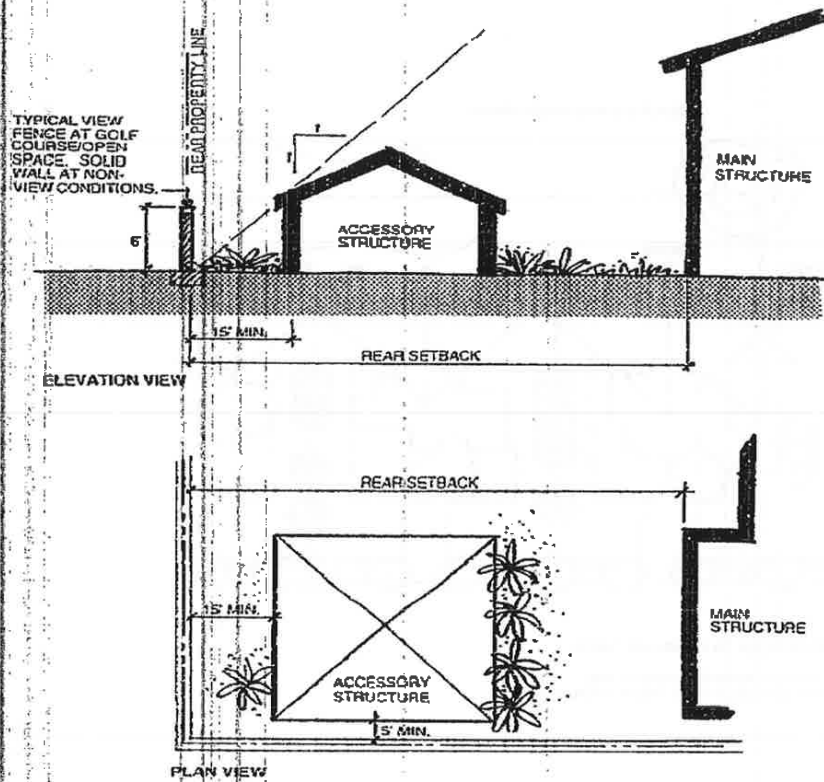 REAR PROPERTY LINE
TYPICAL VIEW
FENCE AT GOLF
COURSE/OPEN
SPACE. SOLID
WALL AT NON-
VIEW CONDITIONS.
1
1
MAIN
STRUCTURE
6'
ACCESSORY
STRUCTURE
15' MIN.
REAR SETBACK
ELEVATION VIEW
REAR SETBACK
15' MIN.
MAIN
STRUCTURE
ACCESSORY
STRUCTURE
5' MIN.
PLAN VIEW